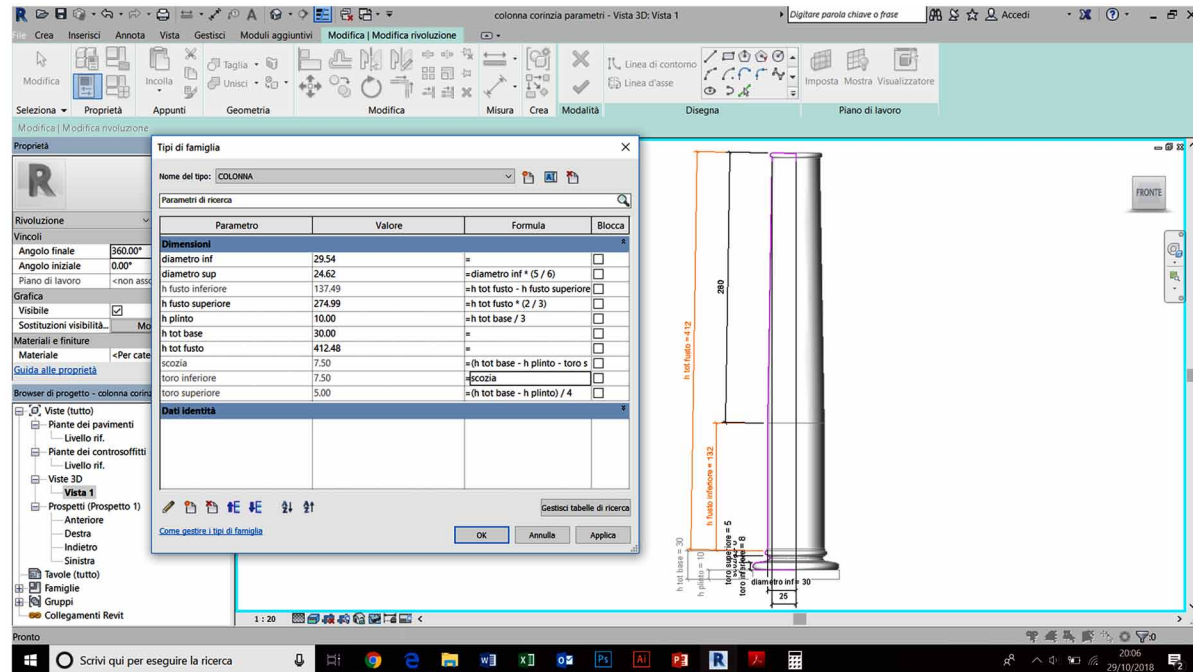 colonna corinzia parametri - Vista 3D: Vista 1
Digitare parola chiave o frase
Accedi
File Crea Inserisci Annota Vista Gestisci Moduli aggiuntivi Modifica | Modifica rivoluzione
Modifica
Incolla
Taglia
Unisci
Linea di contorno
Linea d'asse
Imposta Mostra Visualizzatore
Seleziona Proprietà Appunti Geometria Modifica Misura Crea Modalità Disegna Piano di lavoro
Modifica | Modifica rivoluzione
Proprietà
Rivoluzione
Vincoli
Angolo finale 360.00°
Angolo iniziale 0.00°
Piano di lavoro <non asso
Grafica
Visibile
Sostituzioni visibilità... Mo
Materiali e finiture
Materiale <Per cate
Guida alle proprietà
Browser di progetto - colonna corinz
Viste (tutto)
Piante dei pavimenti
Livello rif.
Piante dei controsoffitti
Livello rif.
Viste 3D
Vista 1
Prospetti (Prospetto 1)
Anteriore
Destra
Indietro
Sinistra
Tavole (tutto)
Famiglie
Gruppi
Collegamenti Revit
Tipi di famiglia
Nome del tipo: COLONNA
Parametri di ricerca
Parametro Valore Formula Blocca
Dimensioni
diametro inf 29.54 =
diametro sup 24.62 =diametro inf * (5 / 6)
h fusto inferiore 137.49 =h tot fusto - h fusto superiore
h fusto superiore 274.99 =h tot fusto * (2 / 3)
h plinto 10.00 =h tot base / 3
h tot base 30.00 =
h tot fusto 412.48 =
scozia 7.50 =(h tot base - h plinto - toro s
toro inferiore 7.50 =scozia
toro superiore 5.00 =(h tot base - h plinto) / 4
Dati identità
Gestisci tabelle di ricerca
Come gestire i tipi di famiglia
OK Annulla Applica
FRONTE
280
h tot fusto = 412
h fusto inferiore = 132
h tot base = 30
h plinto = 10
toro superiore = 5
toro inferiore = 8
diametro inf = 30
25
1 : 20
Pronto
:0
Scrivi qui per eseguire la ricerca
20:06
29/10/2018